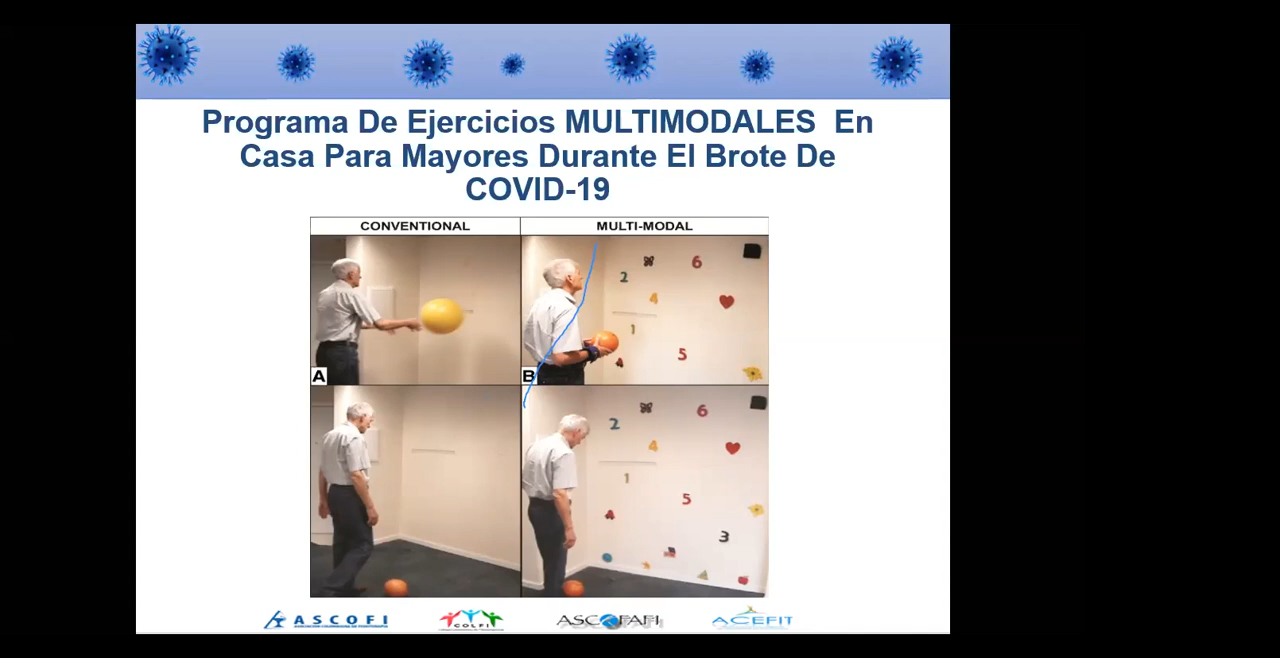 Programa De Ejercicios MULTIMODALES En
Casa Para Mayores Durante El Brote De
COVID-19
CONVENTIONAL
MULTI-MODAL
A
B
2
6
4
1
5
2
6
4
1
5
3
ASCOFI
COLFI
ASCOFAFI
ACEFIT